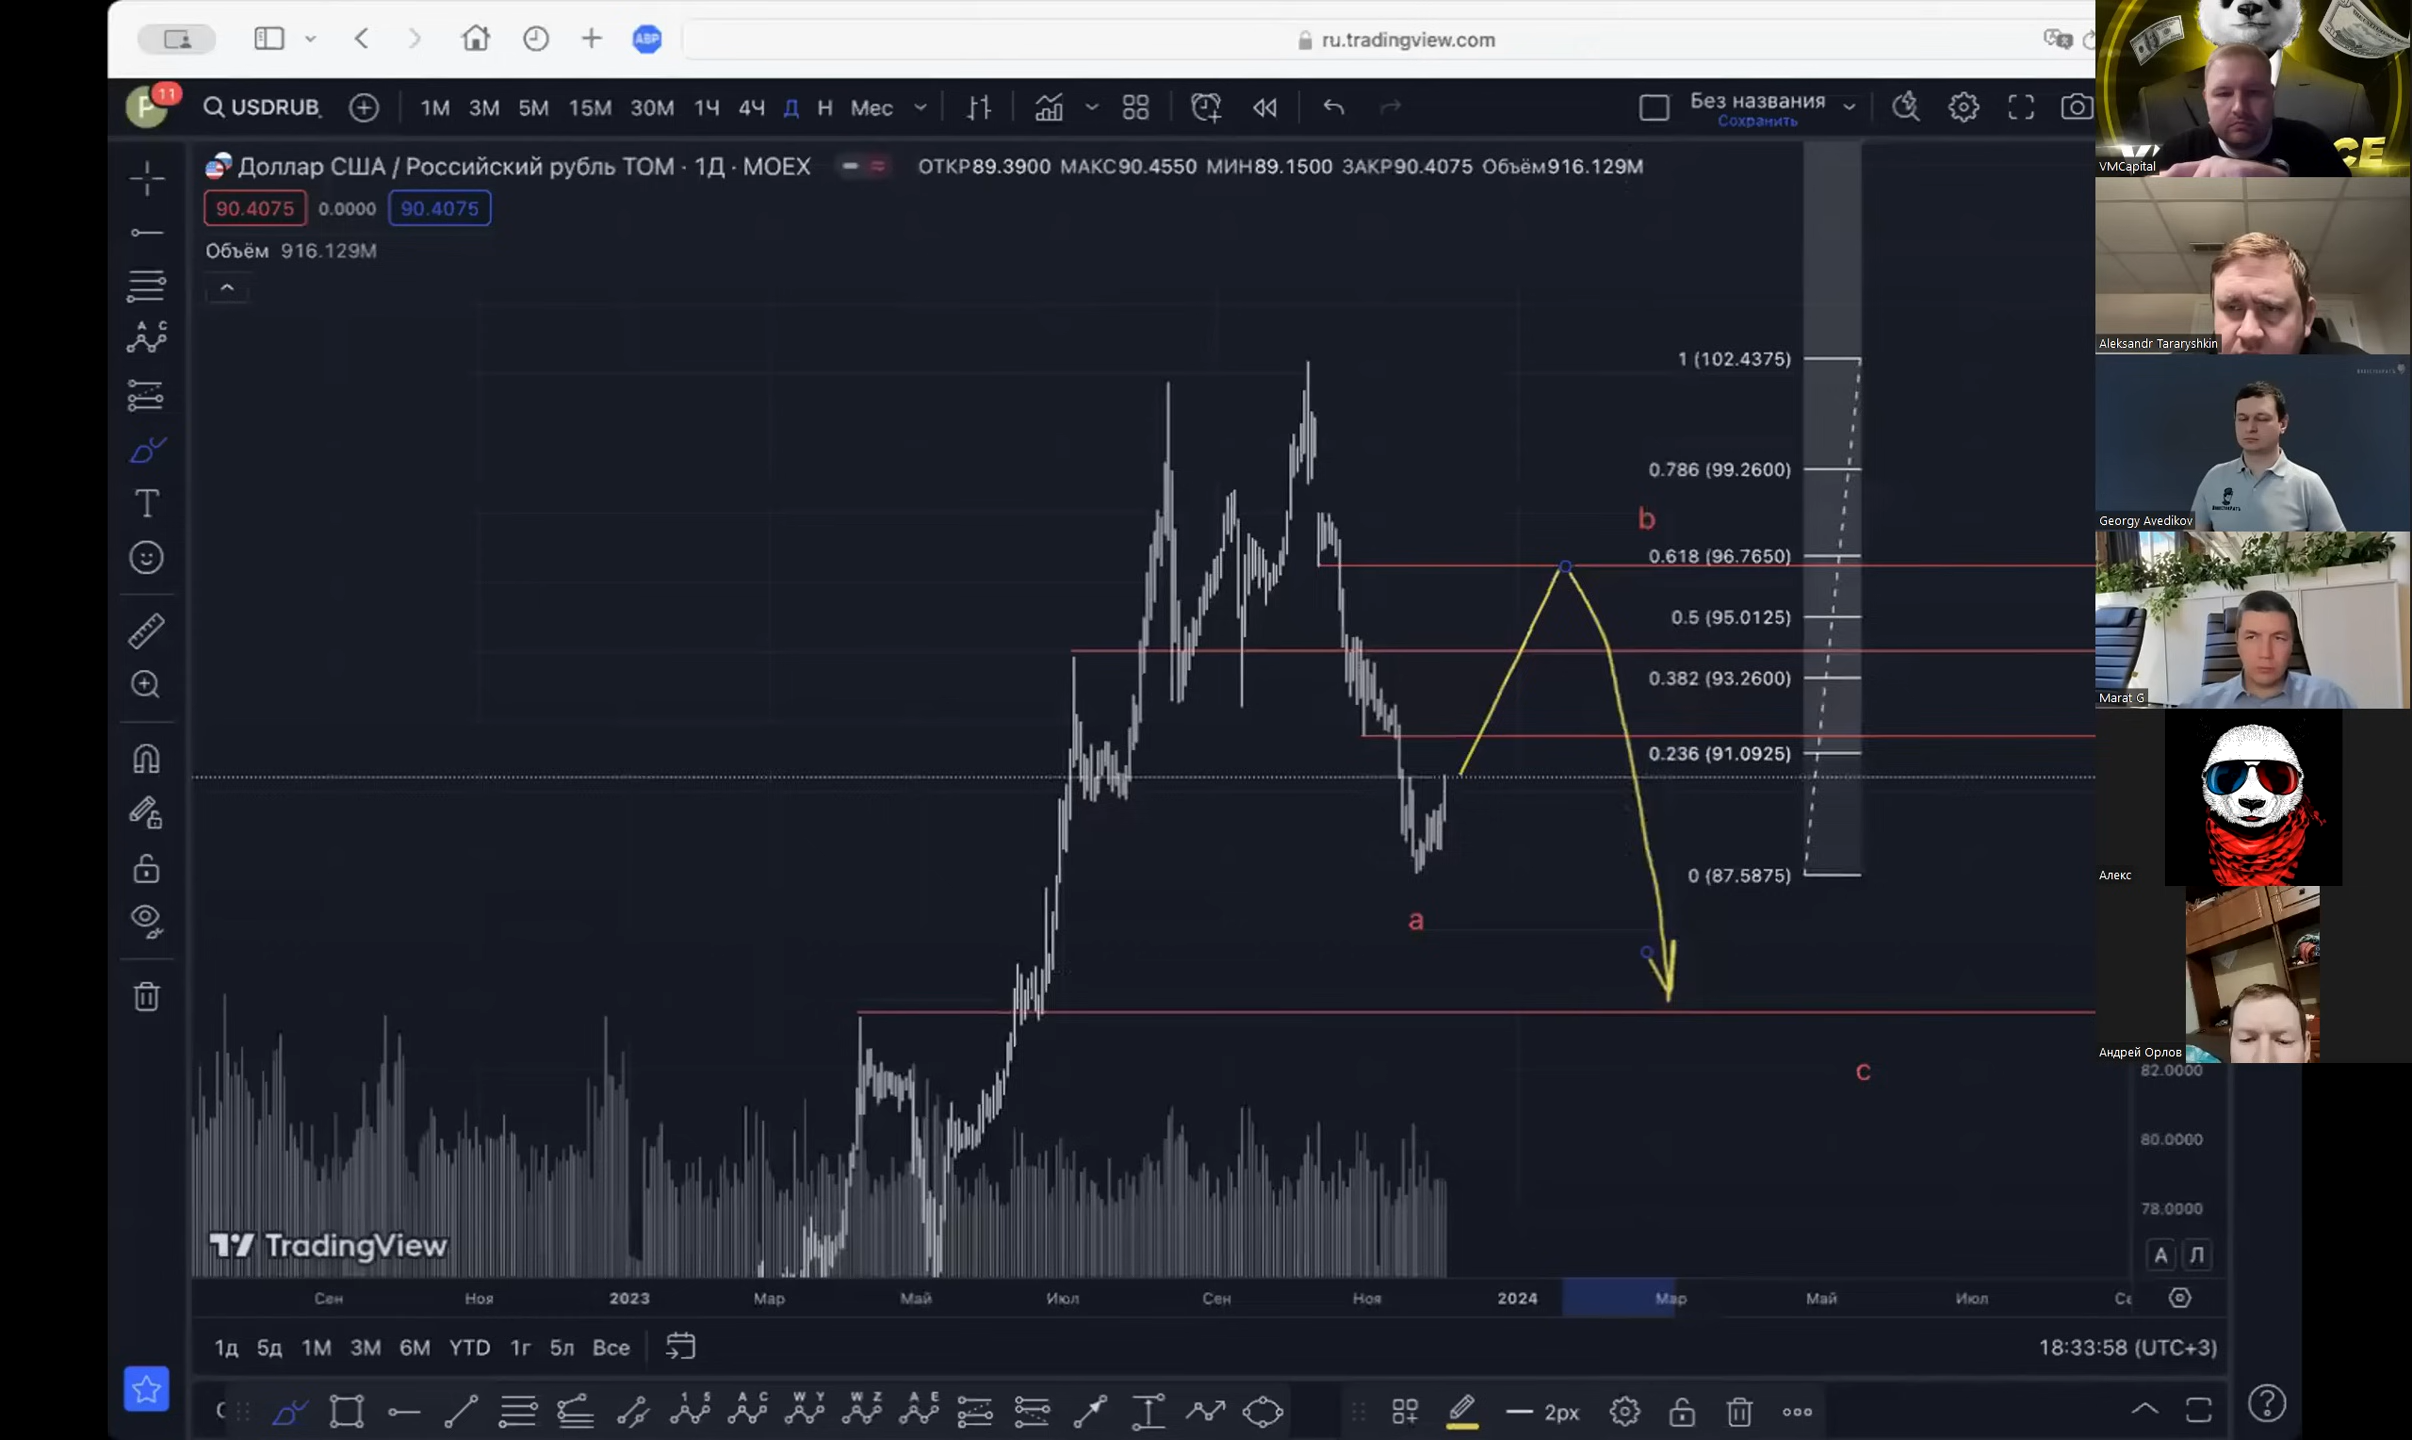 ABP
ru.tradingview.com
P
11
USDRUB
1М 3М 5М 15М 30М 1Ч 4Ч Д Н Мес
Без названия
Сохранить
Доллар США / Российский рубль ТОМ · 1Д · MOEX
ОТКР89.3900 МАКС90.4550 МИН89.1500 ЗАКР90.4075 Объём916.129М
90.4075 0.0000 90.4075
Объём 916.129М
1 (102.4375)
0.786 (99.2600)
b
0.618 (96.7650)
0.5 (95.0125)
0.382 (93.2600)
0.236 (91.0925)
0 (87.5875)
a
c
82.0000
80.0000
78.0000
А Л
TradingView
Сен Ноя 2023 Мар Май Июл Сен Ноя 2024 Мар Май Июл
1д 5д 1М 3М 6М YTD 1г 5л Все
18:33:58 (UTC+3)
2px
CE
VMCapital
Aleksandr Tararyshkin
Georgy Avedikov
Marat G
Алекс
Андрей Орлов